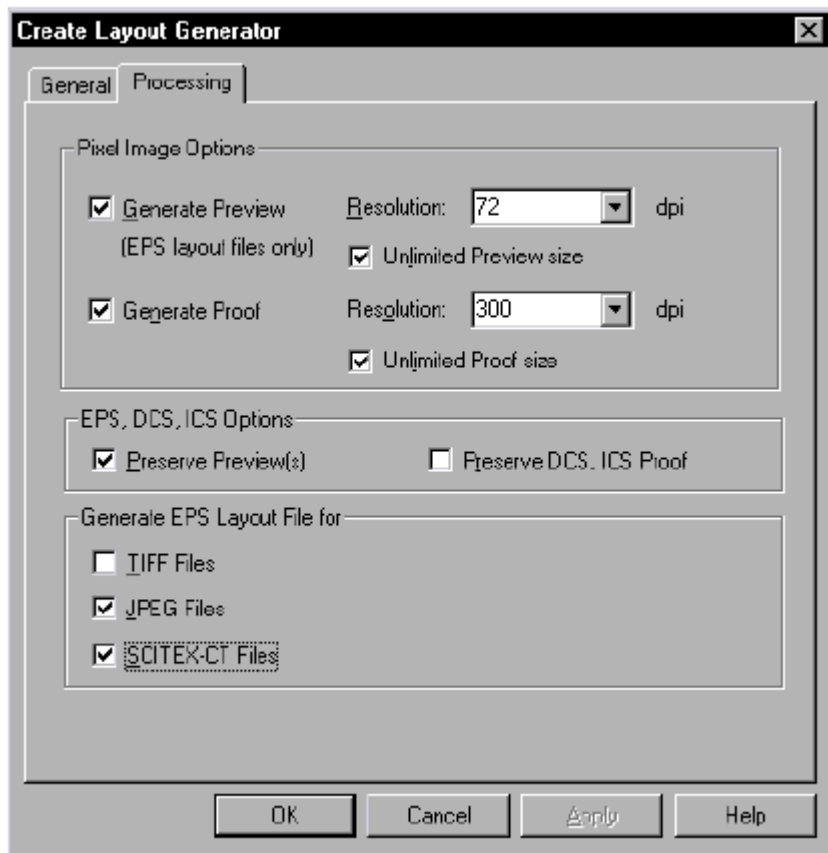 Create Layout Generator
General Processing
Pixel Image Options
Generate Preview Resolution: 72 dpi
(EPS layout files only) Unlimited Preview size
Generate Proof Resolution: 300 dpi
Unlimited Proof size
EPS, DCS, ICS Options
Preserve Preview(s) Preserve DCS, ICS Proof
Generate EPS Layout File for
TIFF Files
JPEG Files
SCITEX-CT Files
OK Cancel Apply Help